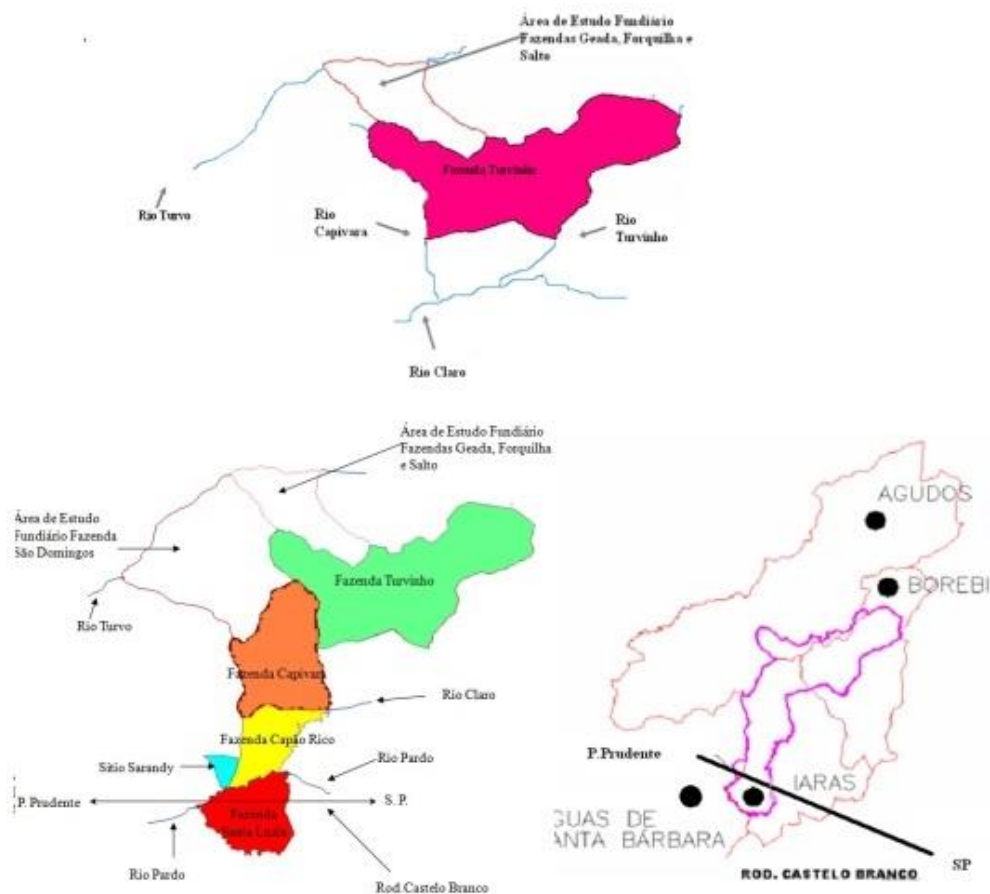 Área de Estudo Fundiário
Fazendas Geada, Forquilha e
Salto
Fazenda Turvinho
Rio Turvo
Rio
Capivara
Rio
Turvinho
Rio Claro
Área de Estudo Fundiário
Fazendas Geada, Forquilha
e Salto
Área de Estudo
Fundiário Fazenda
São Domingos
Fazenda Turvinho
Rio Turvo
Fazenda Capivara
Rio Claro
Fazenda Capão Rico
Sítio Sarandy
Rio Pardo
P. Prudente
S. P.
Fazenda
Santa Luzia
Rio Pardo
Rod. Castelo Branco
AGUDOS
BOREBI
P.Prudente
IARAS
GUAS DE
ANTA BÁRBARA
SP
ROD. CASTELO BRANCO